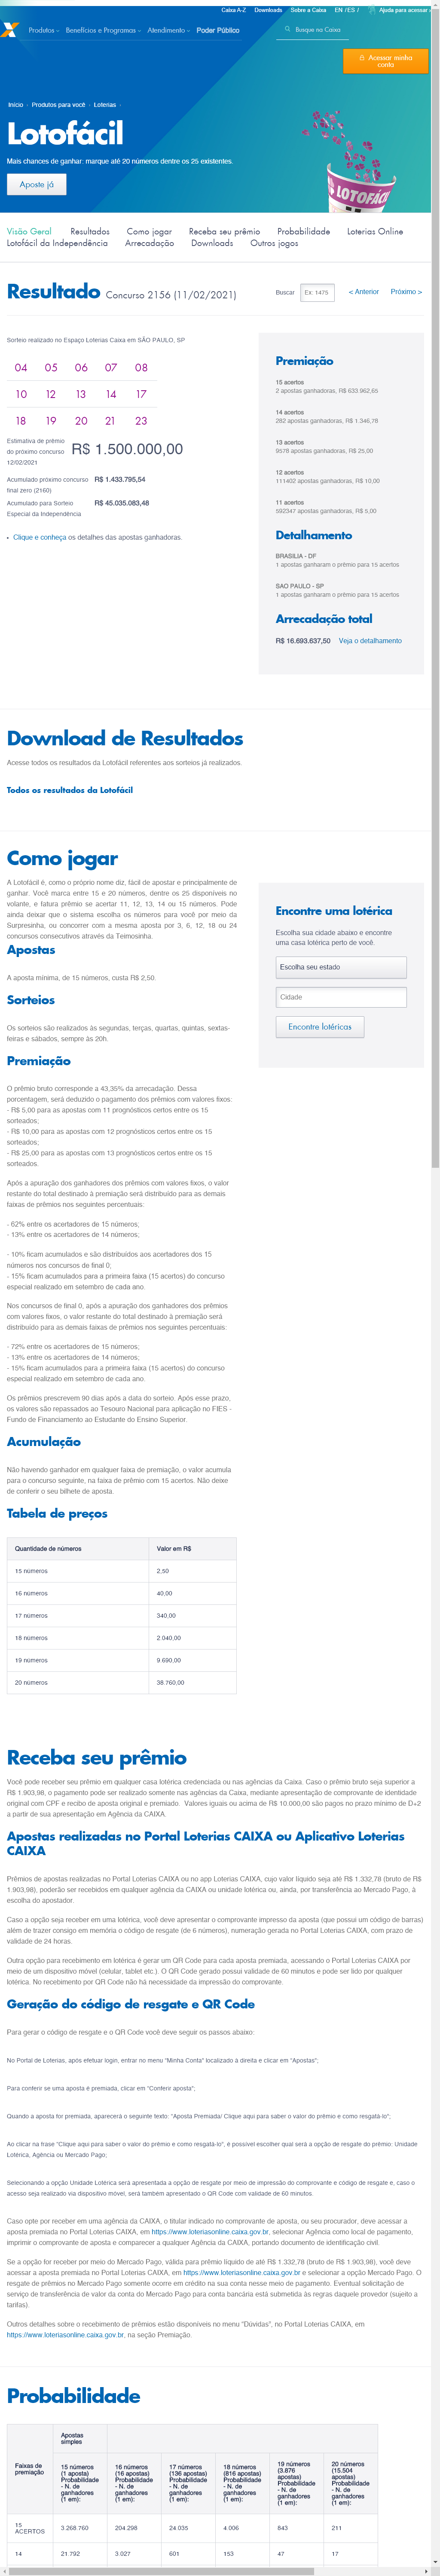 Caixa A-Z Downloads Sobre a Caixa EN /ES / Ajuda para acessar
Produtos Benefícios e Programas Atendimento Poder Público Busque na Caixa
Acessar minha
conta
Início Produtos para você Loterias
Lotofácil
Mais chances de ganhar: marque até 20 números dentre os 25 existentes.
Aposte já
LOTOFÁCIL
Visão Geral Resultados Como jogar Receba seu prêmio Probabilidade Loterias Online
Lotofácil da Independência Arrecadação Downloads Outros jogos
Resultado Concurso 2156 (11/02/2021)
Buscar Ex: 1475 < Anterior Próximo >
Sorteio realizado no Espaço Loterias Caixa em SÃO PAULO, SP
04 05 06 07 08
10 12 13 14 17
18 19 20 21 23
Estimativa de prêmio
do próximo concurso
12/02/2021
R$ 1.500.000,00
Acumulado próximo concurso
final zero (2160)
R$ 1.433.795,54
Acumulado para Sorteio
Especial da Independência
R$ 45.035.083,48
• Clique e conheça os detalhes das apostas ganhadoras.
Premiação
15 acertos
2 apostas ganhadoras, R$ 633.962,65
14 acertos
282 apostas ganhadoras, R$ 1.346,78
13 acertos
9578 apostas ganhadoras, R$ 25,00
12 acertos
111402 apostas ganhadoras, R$ 10,00
11 acertos
592347 apostas ganhadoras, R$ 5,00
Detalhamento
BRASILIA - DF
1 apostas ganharam o prêmio para 15 acertos
SAO PAULO - SP
1 apostas ganharam o prêmio para 15 acertos
Arrecadação total
R$ 16.693.637,50 Veja o detalhamento
Download de Resultados
Acesse todos os resultados da Lotofácil referentes aos sorteios já realizados.
Todos os resultados da Lotofácil
Como jogar
A Lotofácil é, como o próprio nome diz, fácil de apostar e principalmente de
ganhar. Você marca entre 15 e 20 números, dentre os 25 disponíveis no
volante, e fatura prêmio se acertar 11, 12, 13, 14 ou 15 números. Pode
ainda deixar que o sistema escolha os números para você por meio da
Surpresinha, ou concorrer com a mesma aposta por 3, 6, 12, 18 ou 24
concursos consecutivos através da Teimosinha.
Apostas
A aposta mínima, de 15 números, custa R$ 2,50.
Sorteios
Os sorteios são realizados às segundas, terças, quartas, quintas, sextas-
feiras e sábados, sempre às 20h.
Premiação
O prêmio bruto corresponde a 43,35% da arrecadação. Dessa
porcentagem, será deduzido o pagamento dos prêmios com valores fixos:
- R$ 5,00 para as apostas com 11 prognósticos certos entre os 15
sorteados;
- R$ 10,00 para as apostas com 12 prognósticos certos entre os 15
sorteados;
- R$ 25,00 para as apostas com 13 prognósticos certos entre os 15
sorteados.
Após a apuração dos ganhadores dos prêmios com valores fixos, o valor
restante do total destinado à premiação será distribuído para as demais
faixas de prêmios nos seguintes percentuais:
- 62% entre os acertadores de 15 números;
- 13% entre os acertadores de 14 números;
- 10% ficam acumulados e são distribuídos aos acertadores dos 15
números nos concursos de final 0;
- 15% ficam acumulados para a primeira faixa (15 acertos) do concurso
especial realizado em setembro de cada ano.
Nos concursos de final 0, após a apuração dos ganhadores dos prêmios
com valores fixos, o valor restante do total destinado à premiação será
distribuído para as demais faixas de prêmios nos seguintes percentuais:
- 72% entre os acertadores de 15 números;
- 13% entre os acertadores de 14 números;
- 15% ficam acumulados para a primeira faixa (15 acertos) do concurso
especial realizado em setembro de cada ano.
Os prêmios prescrevem 90 dias após a data do sorteio. Após esse prazo,
os valores são repassados ao Tesouro Nacional para aplicação no FIES -
Fundo de Financiamento ao Estudante do Ensino Superior.
Acumulação
Não havendo ganhador em qualquer faixa de premiação, o valor acumula
para o concurso seguinte, na faixa de prêmio com 15 acertos. Não deixe
de conferir o seu bilhete de aposta.
Tabela de preços
Quantidade de números Valor em R$
15 números 2,50
16 números 40,00
17 números 340,00
18 números 2.040,00
19 números 9.690,00
20 números 38.760,00
Encontre uma lotérica
Escolha sua cidade abaixo e encontre
uma casa lotérica perto de você.
Escolha seu estado
Cidade
Encontre lotéricas
Receba seu prêmio
Você pode receber seu prêmio em qualquer casa lotérica credenciada ou nas agências da Caixa. Caso o prêmio bruto seja superior a
R$ 1.903,98, o pagamento pode ser realizado somente nas agências da Caixa, mediante apresentação de comprovante de identidade
original com CPF e recibo de aposta original e premiado. Valores iguais ou acima de R$ 10.000,00 são pagos no prazo mínimo de D+2
a partir de sua apresentação em Agência da CAIXA.
Apostas realizadas no Portal Loterias CAIXA ou Aplicativo Loterias
CAIXA
Prêmios de apostas realizadas no Portal Loterias CAIXA ou no app Loterias CAIXA, cujo valor líquido seja até R$ 1.332,78 (bruto de R$
1.903,98), poderão ser recebidos em qualquer agência da CAIXA ou unidade lotérica ou, ainda, por transferência ao Mercado Pago, à
escolha do apostador.
Caso a opção seja receber em uma lotérica, você deve apresentar o comprovante impresso da aposta (que possui um código de barras)
além de trazer consigo em memória o código de resgate (de 6 números), numeração gerada no Portal Loterias CAIXA, com prazo de
validade de 24 horas.
Outra opção para recebimento em lotérica é gerar um QR Code para cada aposta premiada, acessando o Portal Loterias CAIXA por
meio de um dispositivo móvel (celular, tablet etc.). O QR Code gerado possui validade de 60 minutos e pode ser lido por qualquer
lotérica. No recebimento por QR Code não há necessidade da impressão do comprovante.
Geração do código de resgate e QR Code
Para gerar o código de resgate e o QR Code você deve seguir os passos abaixo:
No Portal de Loterias, após efetuar login, entrar no menu "Minha Conta" localizado à direita e clicar em "Apostas";
Para conferir se uma aposta é premiada, clicar em "Conferir aposta";
Quando a aposta for premiada, aparecerá o seguinte texto: "Aposta Premiada! Clique aqui para saber o valor do prêmio e como resgatá-lo";
Ao clicar na frase "Clique aqui para saber o valor do prêmio e como resgatá-lo", é possível escolher qual será a opção de resgate do prêmio: Unidade
Lotérica, Agência ou Mercado Pago;
Selecionando a opção Unidade Lotérica será apresentada a opção de resgate por meio de impressão do comprovante e código de resgate e, caso o
acesso seja realizado via dispositivo móvel, será também apresentado o QR Code com validade de 60 minutos.
Caso opte por receber em uma agência da CAIXA, o titular indicado no comprovante de aposta, ou seu procurador, deve acessar a
aposta premiada no Portal Loterias CAIXA, em https://www.loteriasonline.caixa.gov.br, selecionar Agência como local de pagamento,
imprimir o comprovante de aposta e comparecer a qualquer Agência da CAIXA, portando documento de identificação civil.
Se a opção for receber por meio do Mercado Pago, válida para prêmio líquido de até R$ 1.332,78 (bruto de R$ 1.903,98), você deve
acessar a aposta premiada no Portal Loterias CAIXA, em https://www.loteriasonline.caixa.gov.br e selecionar a opção Mercado Pago. O
resgate de prêmios no Mercado Pago somente ocorre em crédito na sua conta nesse meio de pagamento. Eventual solicitação de
serviço de transferência de valor da conta do Mercado Pago para conta bancária está submetida às regras daquele provedor (sujeito a
tarifas).
Outros detalhes sobre o recebimento de prêmios estão disponíveis no menu "Dúvidas", no Portal Loterias CAIXA, em
https://www.loteriasonline.caixa.gov.br, na seção Premiação.
Probabilidade
Faixas de
premiação
Apostas
simples
15 números
(1 aposta)
Probabilidade
- N. de
ganhadores
(1 em):
16 números
(16 apostas)
Probabilidade
- N. de
ganhadores
(1 em):
17 números
(136 apostas)
Probabilidade
- N. de
ganhadores
(1 em):
18 números
(816 apostas)
Probabilidade
- N. de
ganhadores
(1 em):
19 números
(3.876
apostas)
Probabilidade
- N. de
ganhadores
(1 em):
20 números
(15.504
apostas)
Probabilidade
- N. de
ganhadores
(1 em):
15
ACERTOS
3.268.760 204.298 24.035 4.006 843 211
14 21.792 3.027 601 153 47 17